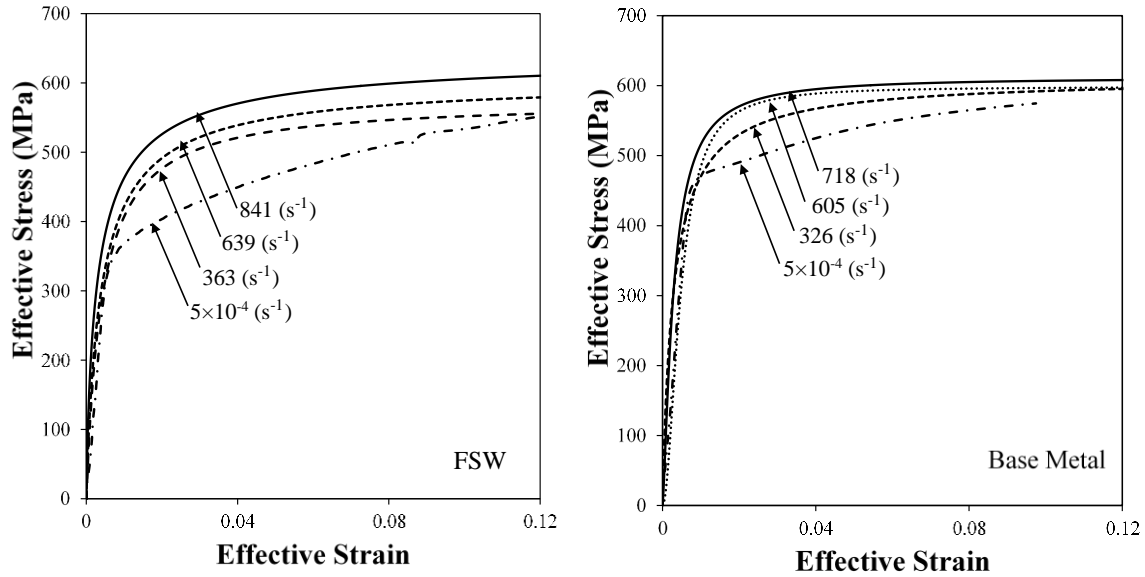 700
600
500
400
300
200
100
0
Effective Stress (MPa)
841 (s⁻¹)
639 (s⁻¹)
363 (s⁻¹)
5×10⁻⁴ (s⁻¹)
FSW
0 0.04 0.08 0.12
Effective Strain
700
600
500
400
300
200
100
0
Effective Stress (MPa)
718 (s⁻¹)
605 (s⁻¹)
326 (s⁻¹)
5×10⁻⁴ (s⁻¹)
Base Metal
0 0.04 0.08 0.12
Effective Strain